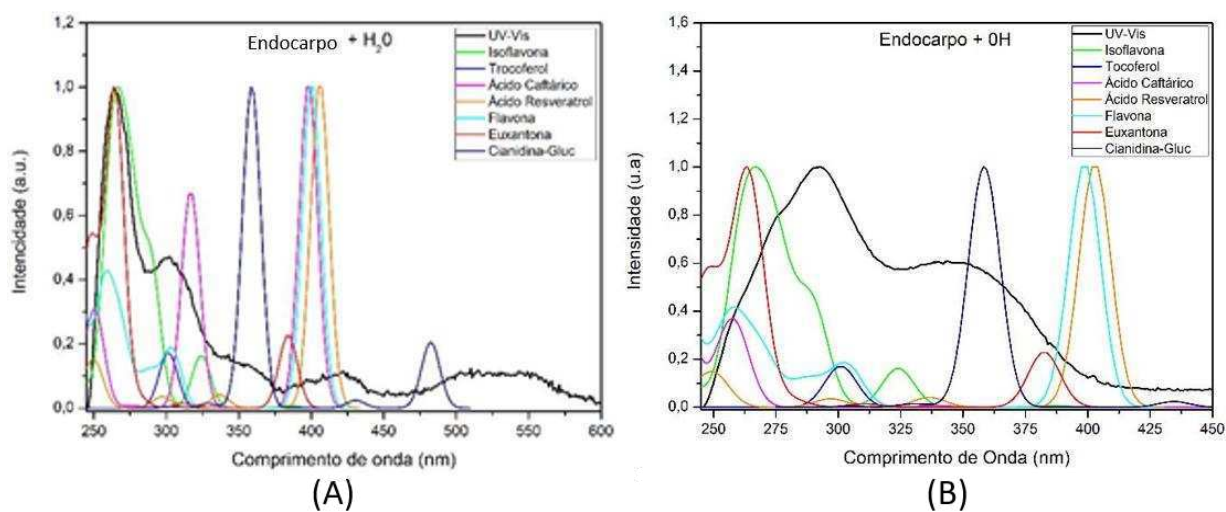 Endocarpo + H₂0
UV-Vis
Isoflavona
Trocoferol
Ácido Caftárico
Ácido Resveratrol
Flavona
Euxantona
Cianidina-Gluc
Intencidade (a.u.)
1,2
1,0
0,8
0,6
0,4
0,2
0,0
250 300 350 400 450 500 550 600
Comprimento de onda (nm)
(A)
Endocarpo + 0H
UV-Vis
Isoflavona
Tocoferol
Ácido Caftárico
Ácido Resveratrol
Flavona
Euxantona
Cianidina-Gluc
Intensidade (u.a)
1,6
1,4
1,2
1,0
0,8
0,6
0,4
0,2
0,0
250 275 300 325 350 375 400 425 450
Comprimento de Onda (nm)
(B)